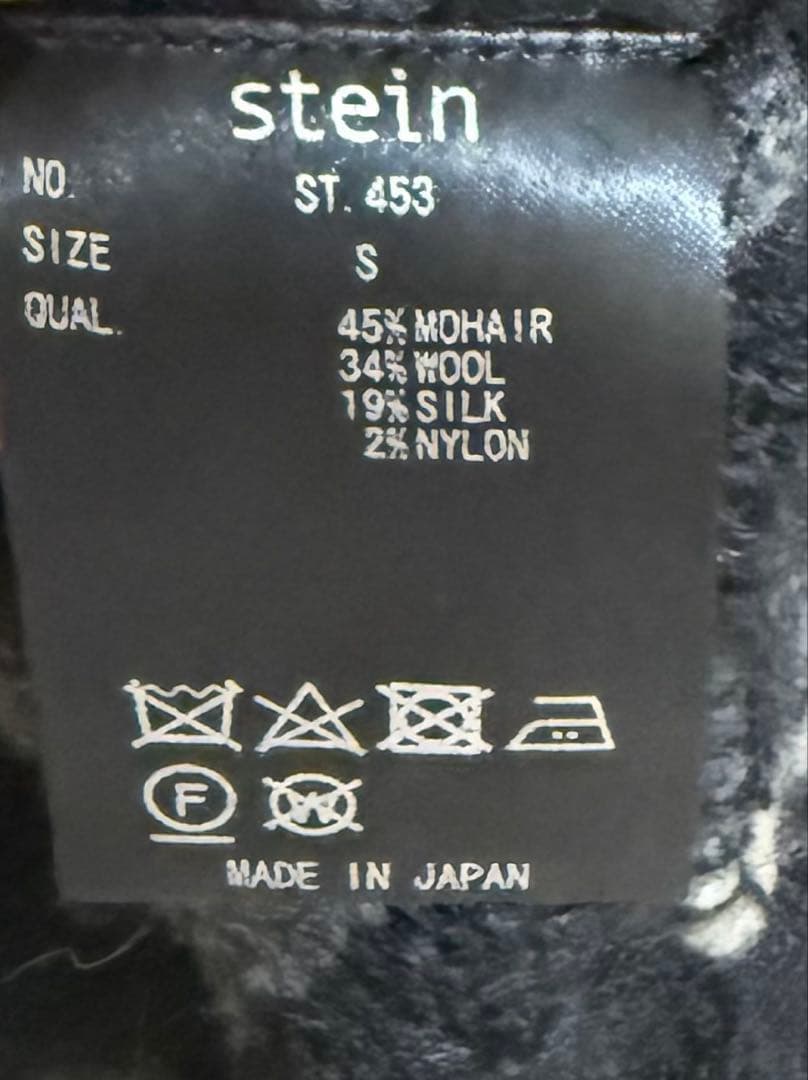 stein
NO. ST. 453
SIZE S
QUAL. 45% MOHAIR
34% WOOL
19% SILK
2% NYLON
F
W
MADE IN JAPAN